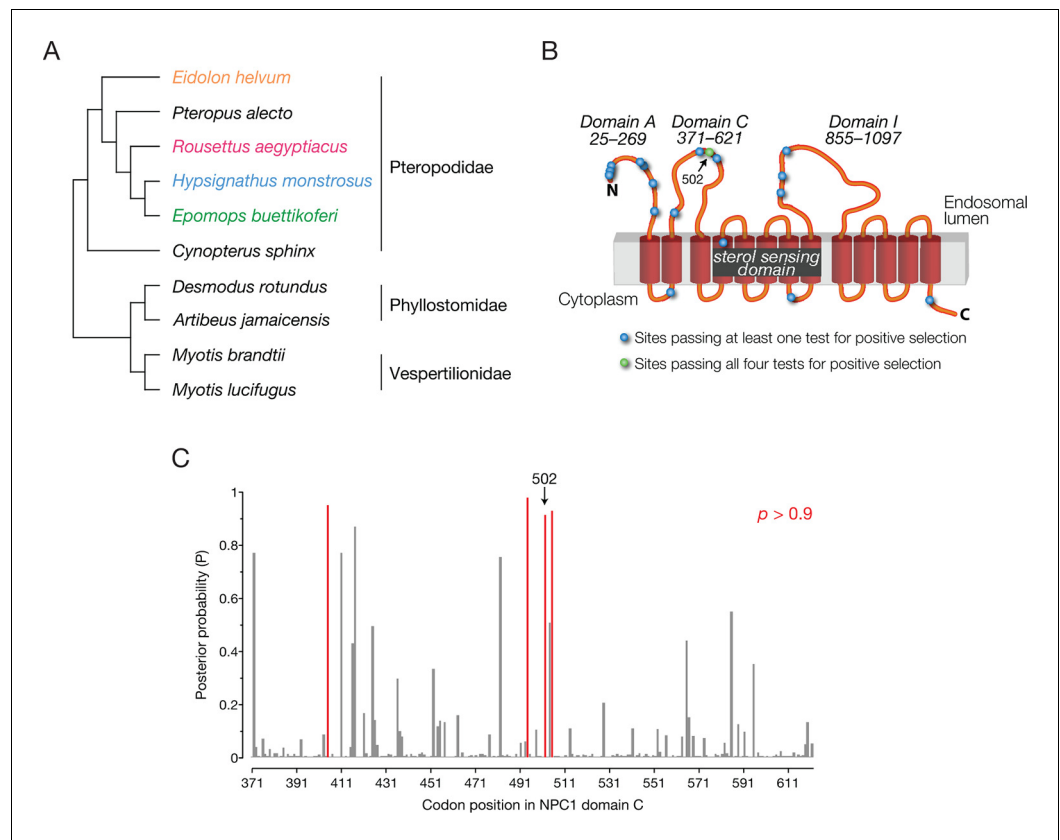 A
Eidolon helvum
Pteropus alecto
Rousettus aegyptiacus
Hypsignathus monstrosus
Epomops buettikoferi
Cynopterus sphinx
Desmodus rotundus
Artibeus jamaicensis
Myotis brandtii
Myotis lucifugus
Pteropodidae
Phyllostomidae
Vespertilionidae
B
Domain A
25–269
Domain C
371–621
Domain I
855–1097
502
N
Endosomal
lumen
sterol sensing
domain
Cytoplasm
C
Sites passing at least one test for positive selection
Sites passing all four tests for positive selection
C
502
p > 0.9
Posterior probability (P)
1
0.8
0.6
0.4
0.2
0
371 391 411 431 451 471 491 511 531 551 571 591 611
Codon position in NPC1 domain C